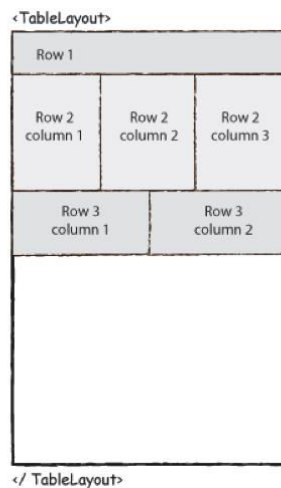 <TableLayout>
Row 1
Row 2
column 1
Row 2
column 2
Row 2
column 3
Row 3
column 1
Row 3
column 2
</ TableLayout>